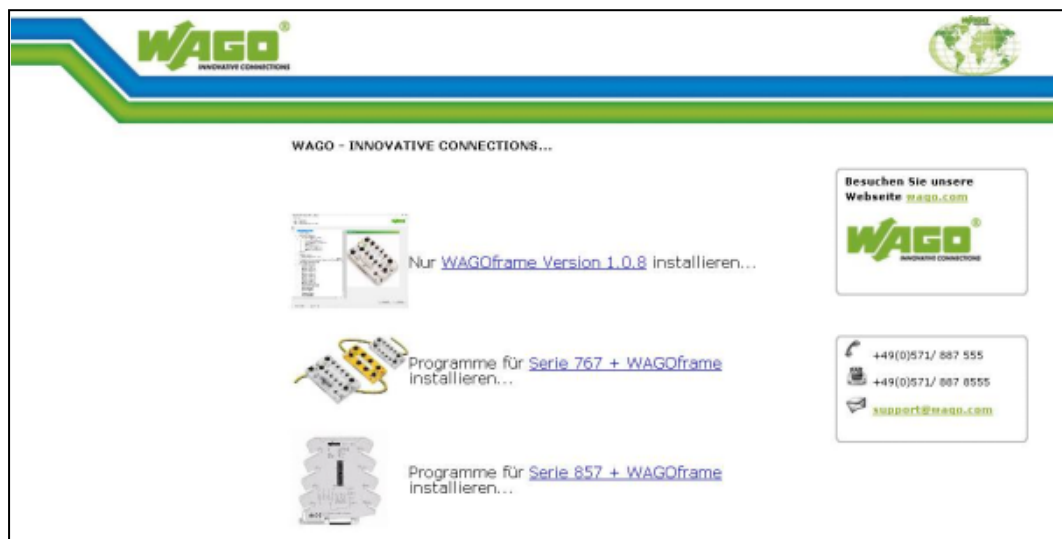 WAGO®
INNOVATIVE CONNECTIONS
WAGO
WAGO - INNOVATIVE CONNECTIONS...
Nur WAGOframe Version 1.0.8 installieren...
Programme für Serie 767 + WAGOframe
installieren...
Programme für Serie 857 + WAGOframe
installieren...
Besuchen Sie unsere
Webseite wago.com
WAGO®
INNOVATIVE CONNECTIONS
+49(0)571/ 887 555
+49(0)571/ 887 8555
support@wago.com